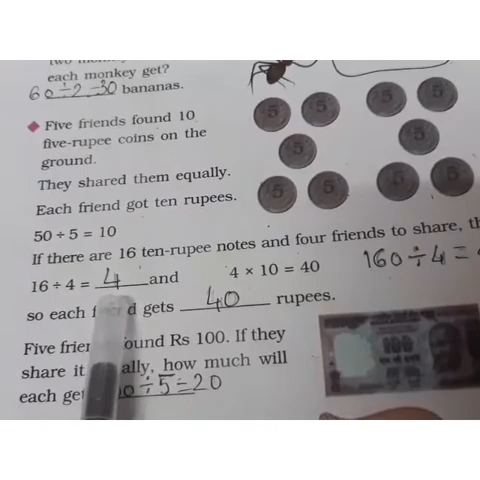 each monkey get?
60÷2=30 bananas.
Five friends found 10
five-rupee coins on the
ground.
They shared them equally.
Each friend got ten rupees.
50 ÷ 5 = 10
If there are 16 ten-rupee notes and four friends to share,
16 ÷ 4 = 4 and 4 × 10 = 40 160÷4=
so each gets 40 rupees.
Five found Rs 100. If they
share it how much will
each get ÷5=20
5 5 5 5
5 5
5 5 5 5
100